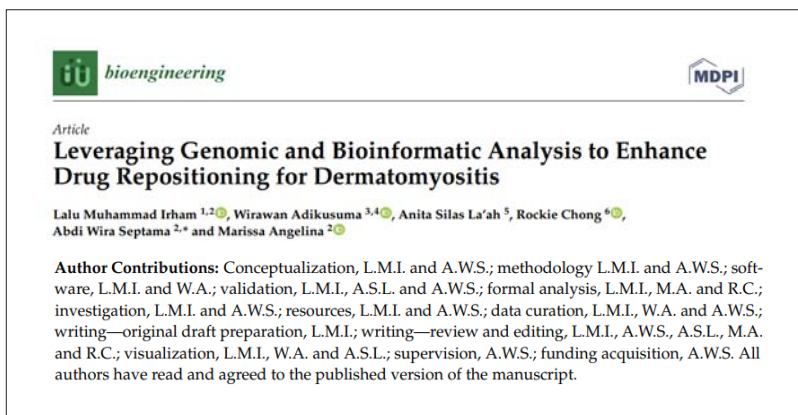 bioengineering
MDPI
Article
Leveraging Genomic and Bioinformatic Analysis to Enhance
Drug Repositioning for Dermatomyositis
Lalu Muhammad Irham 1,2, Wirawan Adikusuma 3,4, Anita Silas La'ah 5, Rockie Chong 6,
Abdi Wira Septama 2,* and Marissa Angelina 2
Author Contributions: Conceptualization, L.M.I. and A.W.S.; methodology L.M.I. and A.W.S.; soft-
ware, L.M.I. and W.A.; validation, L.M.I., A.S.L. and A.W.S.; formal analysis, L.M.I., M.A. and R.C.;
investigation, L.M.I. and A.W.S.; resources, L.M.I. and A.W.S.; data curation, L.M.I., W.A. and A.W.S.;
writing—original draft preparation, L.M.I.; writing—review and editing, L.M.I., A.W.S., A.S.L., M.A.
and R.C.; visualization, L.M.I., W.A. and A.S.L.; supervision, A.W.S.; funding acquisition, A.W.S. All
authors have read and agreed to the published version of the manuscript.